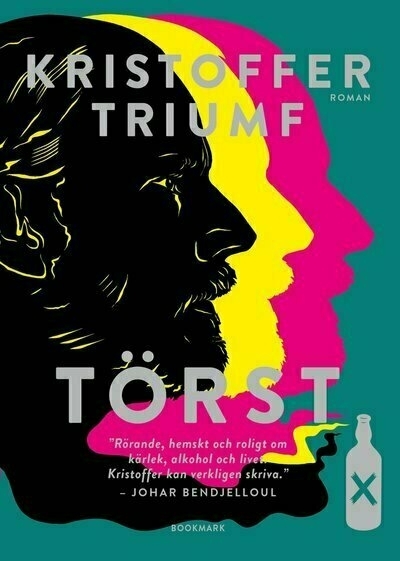 KRISTOFFER
ROMAN
TRIUMF
TÖRST
"Rörande, hemskt och roligt om
kärlek, alkohol och livet.
Kristoffer kan verkligen skriva."
– JOHAR BENDJELLOUL
X
BOOKMARK